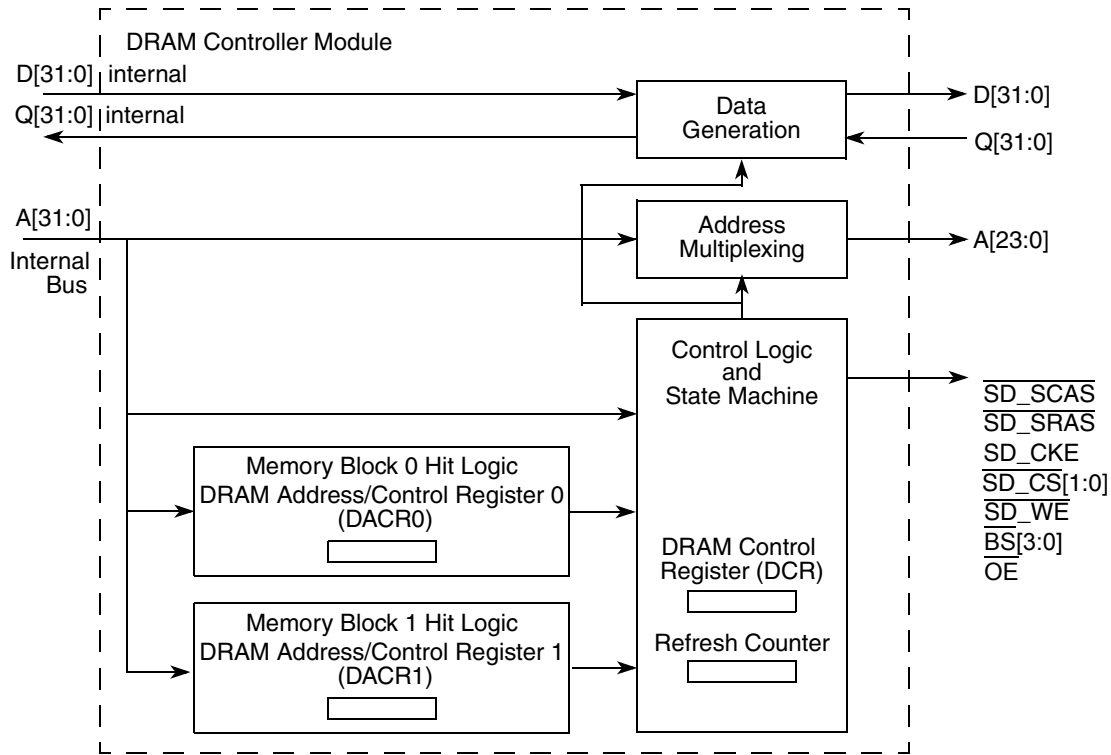 DRAM Controller Module
D[31:0] internal
Q[31:0] internal
Data
Generation
D[31:0]
Q[31:0]
A[31:0]
Internal
Bus
Address
Multiplexing
A[23:0]
Control Logic
and
State Machine
SD_SCAS
SD_SRAS
SD_CKE
SD_CS[1:0]
SD_WE
BS[3:0]
OE
Memory Block 0 Hit Logic
DRAM Address/Control Register 0
(DACR0)
DRAM Control
Register (DCR)
Memory Block 1 Hit Logic
DRAM Address/Control Register 1
(DACR1)
Refresh Counter